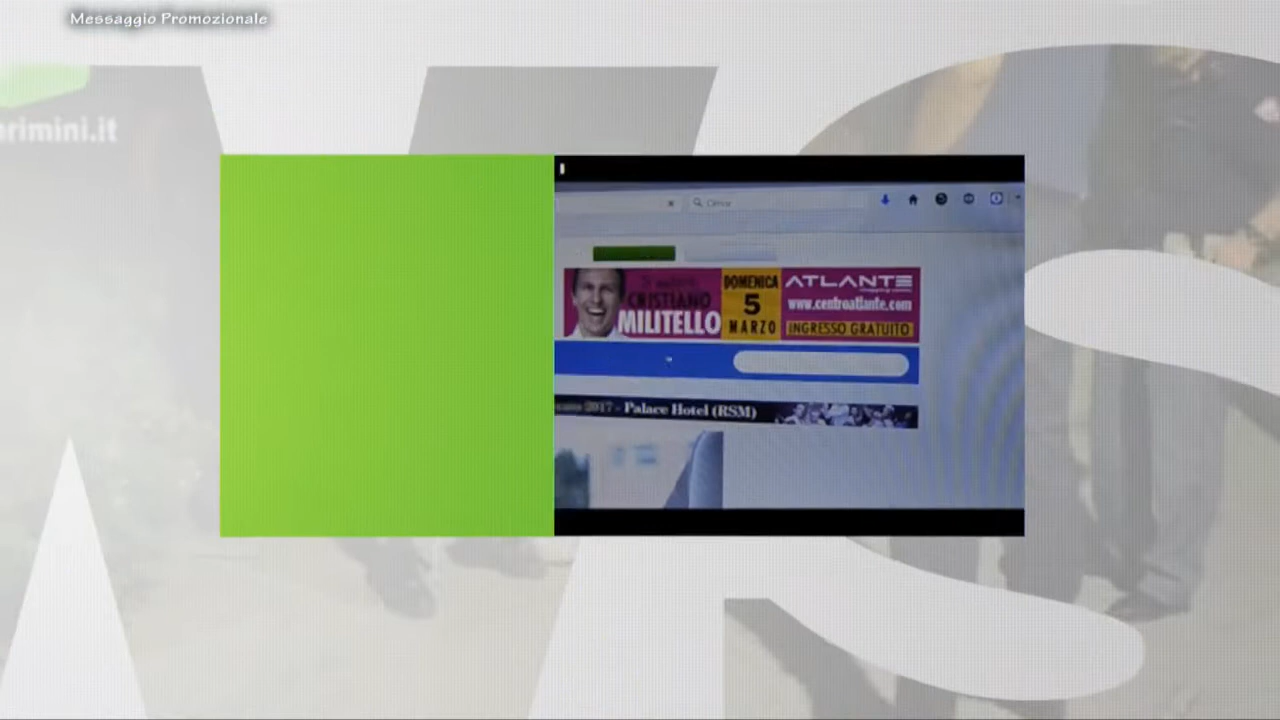 Messaggio Promozionale
rimini.it
Cerca
CRISTIANO
MILITELLO
DOMENICA
5
MARZO
ATLANTE
www.centroatlante.com
INGRESSO GRATUITO
2017 - Palace Hotel (RSM)